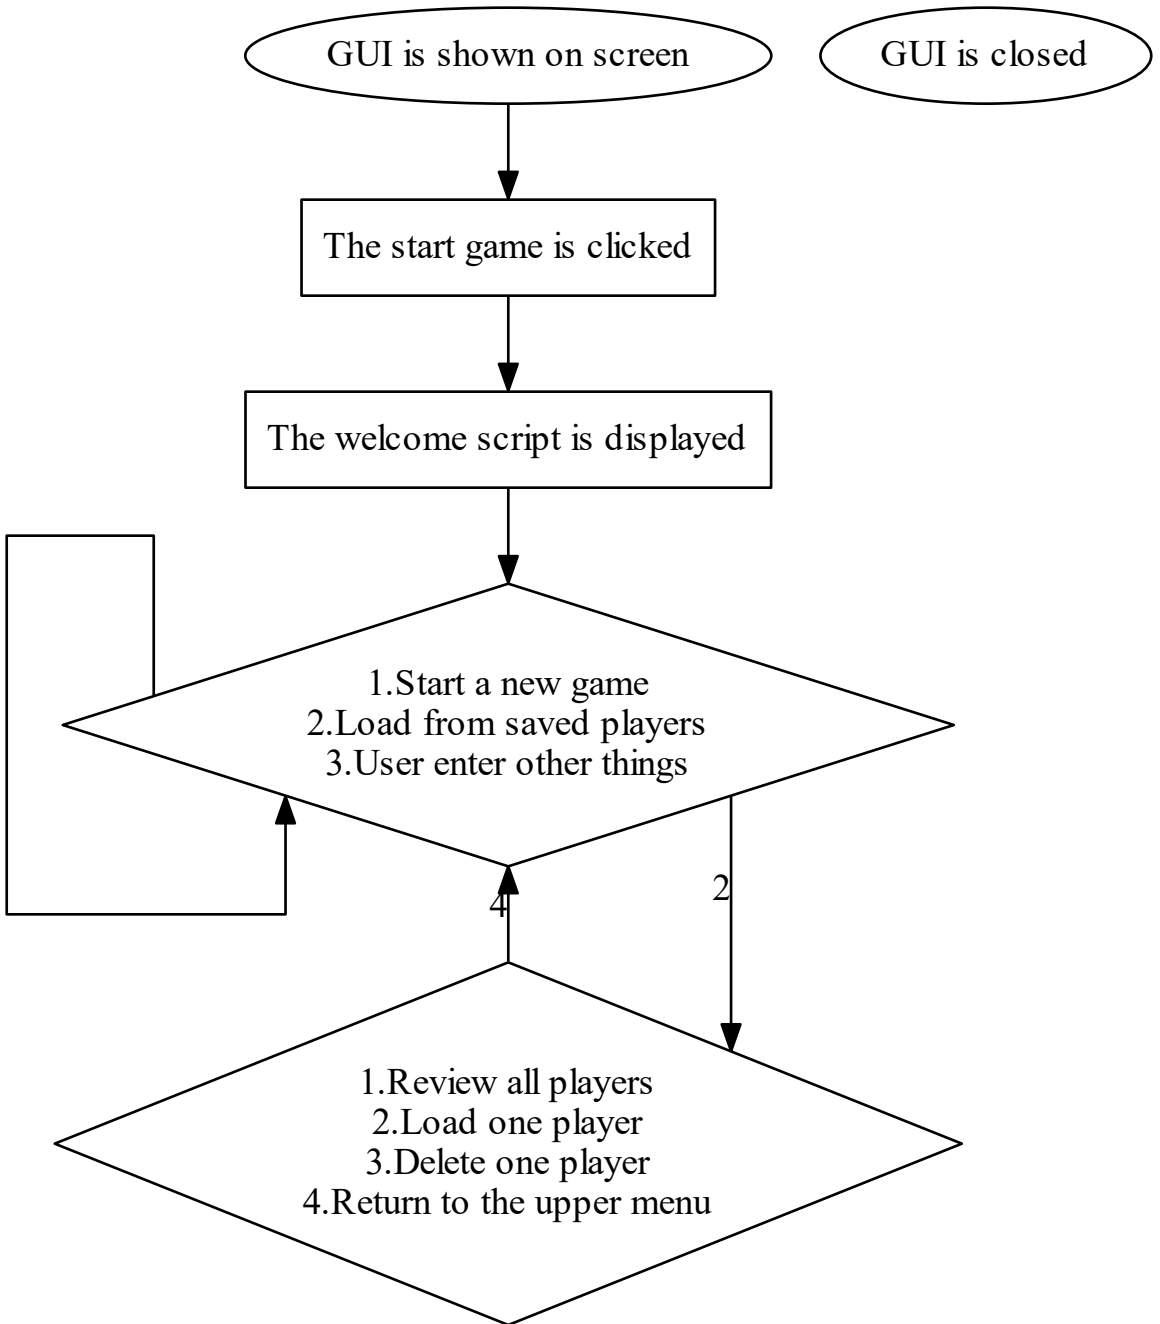 GUI is shown on screen
GUI is closed
The start game is clicked
The welcome script is displayed
1.Start a new game
2.Load from saved players
3.User enter other things
4
2
1.Review all players
2.Load one player
3.Delete one player
4.Return to the upper menu